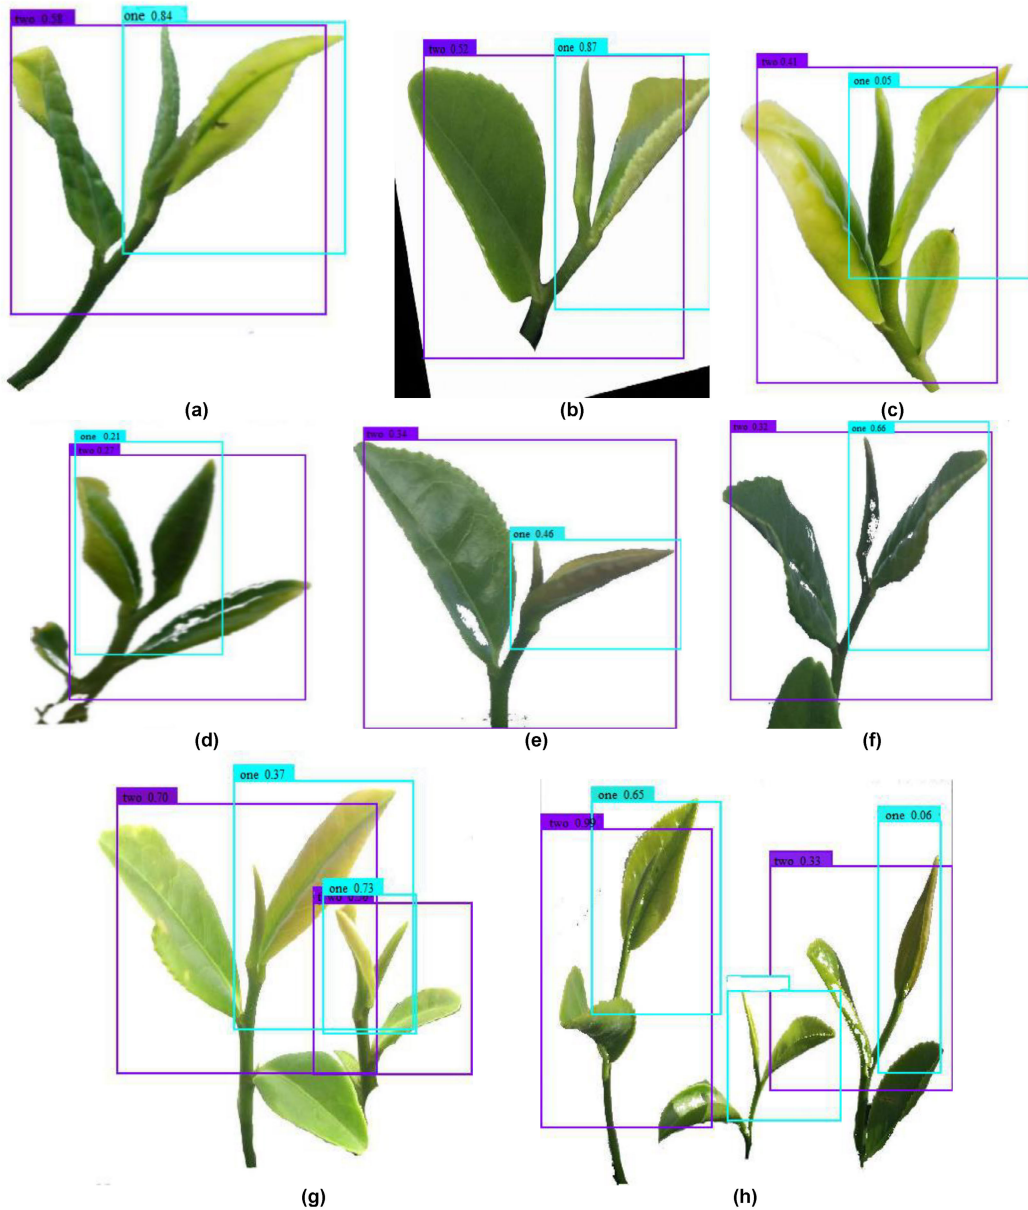 two 0.58
one 0.84
two 0.52
one 0.87
two 0.41
one 0.05
(a)
(b)
(c)
one 0.21
two
two 0.34
one 0.46
two 0.32
one 0.66
(d)
(e)
(f)
one 0.37
two 0.70
one 0.73
one 0.65
two 0.99
one 0.06
two 0.33
(g)
(h)